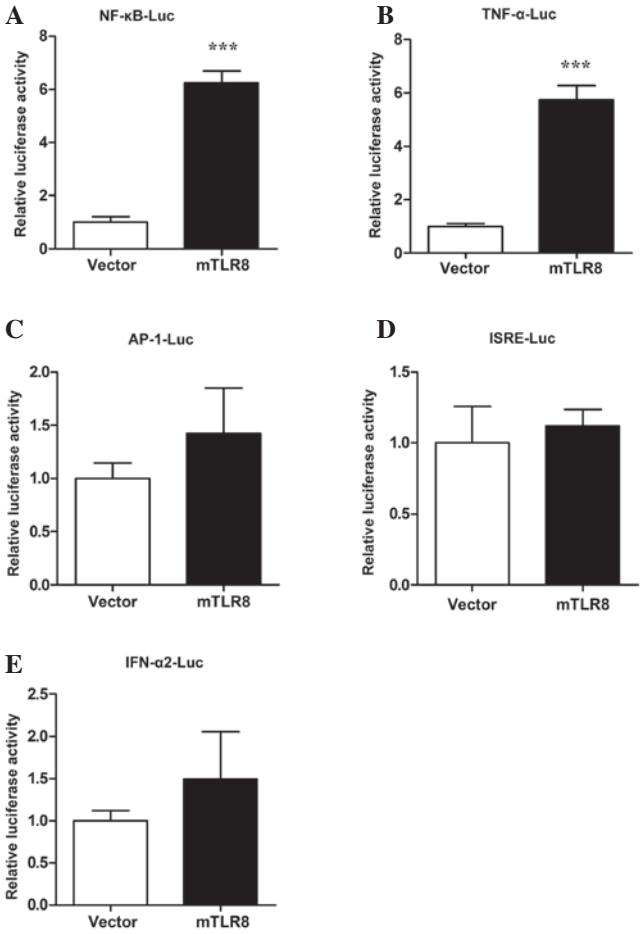 A
NF-κB-Luc
***
Relative luciferase activity
8
6
4
2
0
Vector mTLR8
B
TNF-α-Luc
***
Relative luciferase activity
8
6
4
2
0
Vector mTLR8
C
AP-1-Luc
Relative luciferase activity
2.0
1.5
1.0
0.5
0.0
Vector mTLR8
D
ISRE-Luc
Relative luciferase activity
1.5
1.0
0.5
0.0
Vector mTLR8
E
IFN-α2-Luc
Relative luciferase activity
2.5
2.0
1.5
1.0
0.5
0.0
Vector mTLR8